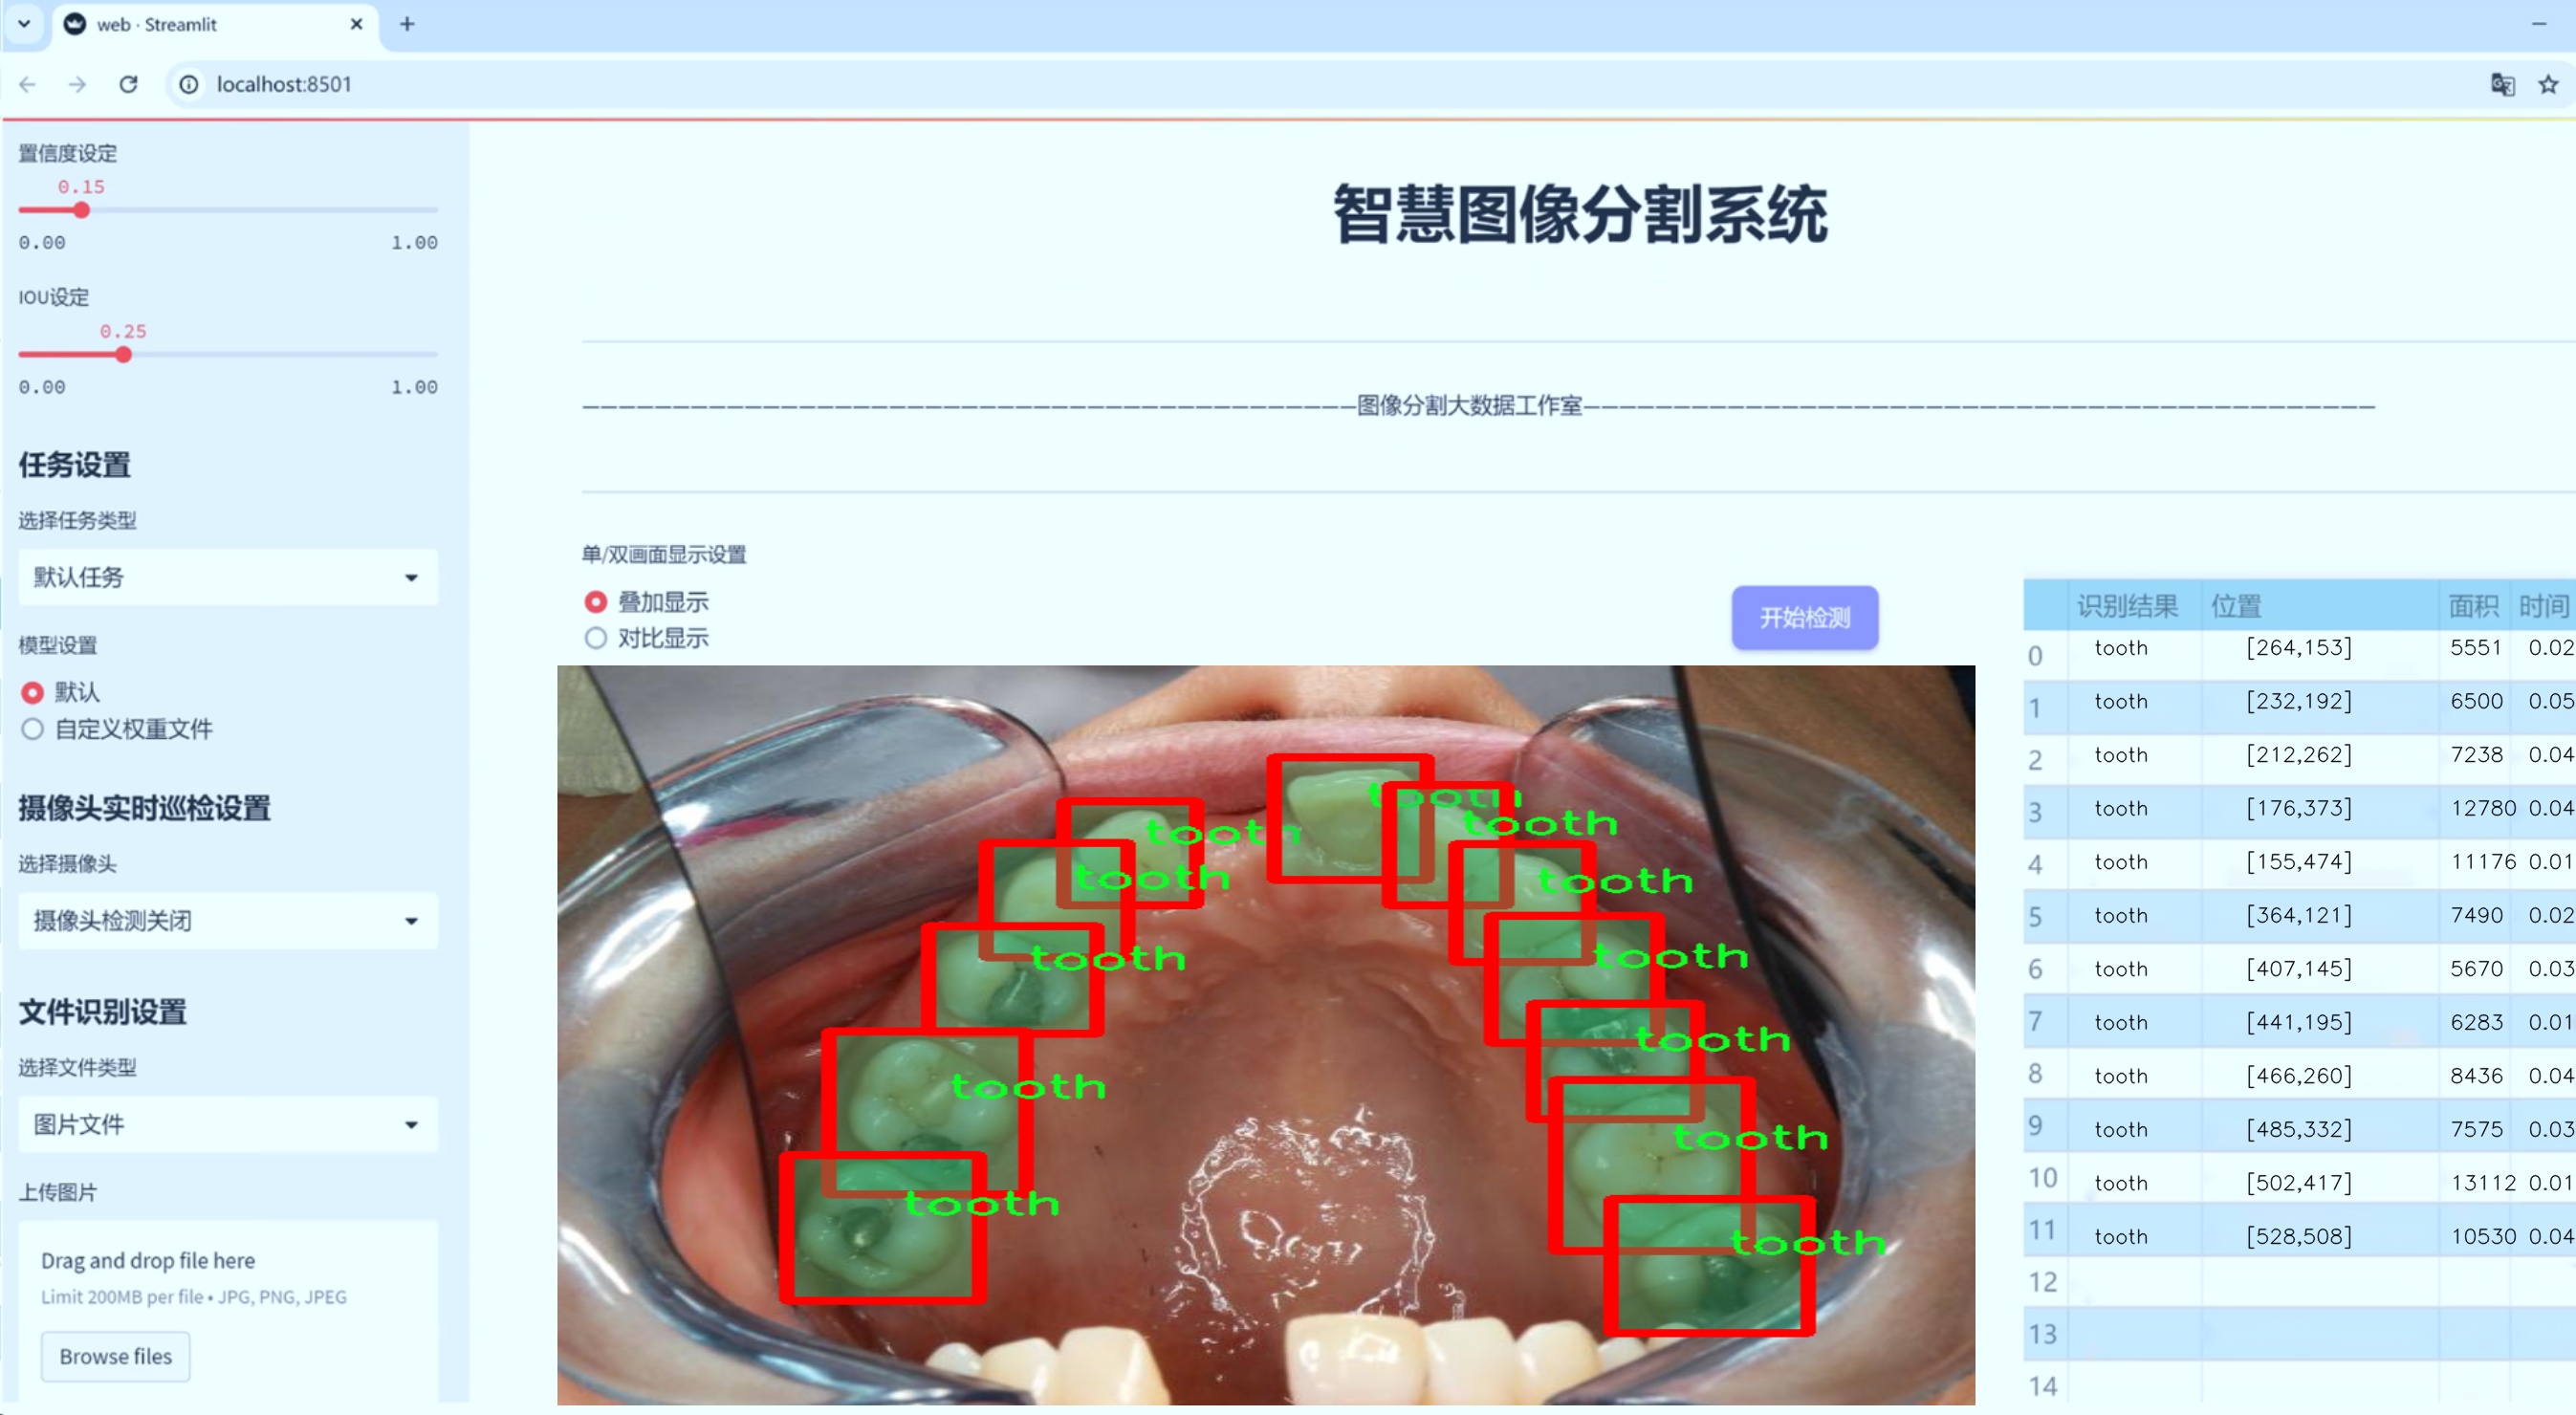 web · Streamlit
localhost:8501
置信度设定
0.15
0.00 1.00
IOU设定
0.25
0.00 1.00
任务设置
选择任务类型
默认任务
模型设置
默认
自定义权重文件
摄像头实时巡检设置
选择摄像头
摄像头检测关闭
文件识别设置
选择文件类型
图片文件
上传图片
Drag and drop file here
Limit 200MB per file • JPG, PNG, JPEG
Browse files
智慧图像分割系统
图像分割大数据工作室
单/双画面显示设置
叠加显示
对比显示
开始检测
tooth
tooth
tooth
tooth
tooth
tooth
tooth
tooth
tooth
tooth
tooth
tooth
识别结果 位置 面积 时间
0 tooth [264,153] 5551 0.02
1 tooth [232,192] 6500 0.05
2 tooth [212,262] 7238 0.04
3 tooth [176,373] 12780 0.04
4 tooth [155,474] 11176 0.01
5 tooth [364,121] 7490 0.02
6 tooth [407,145] 5670 0.03
7 tooth [441,195] 6283 0.01
8 tooth [466,260] 8436 0.04
9 tooth [485,332] 7575 0.03
10 tooth [502,417] 13112 0.01
11 tooth [528,508] 10530 0.04
12
13
14